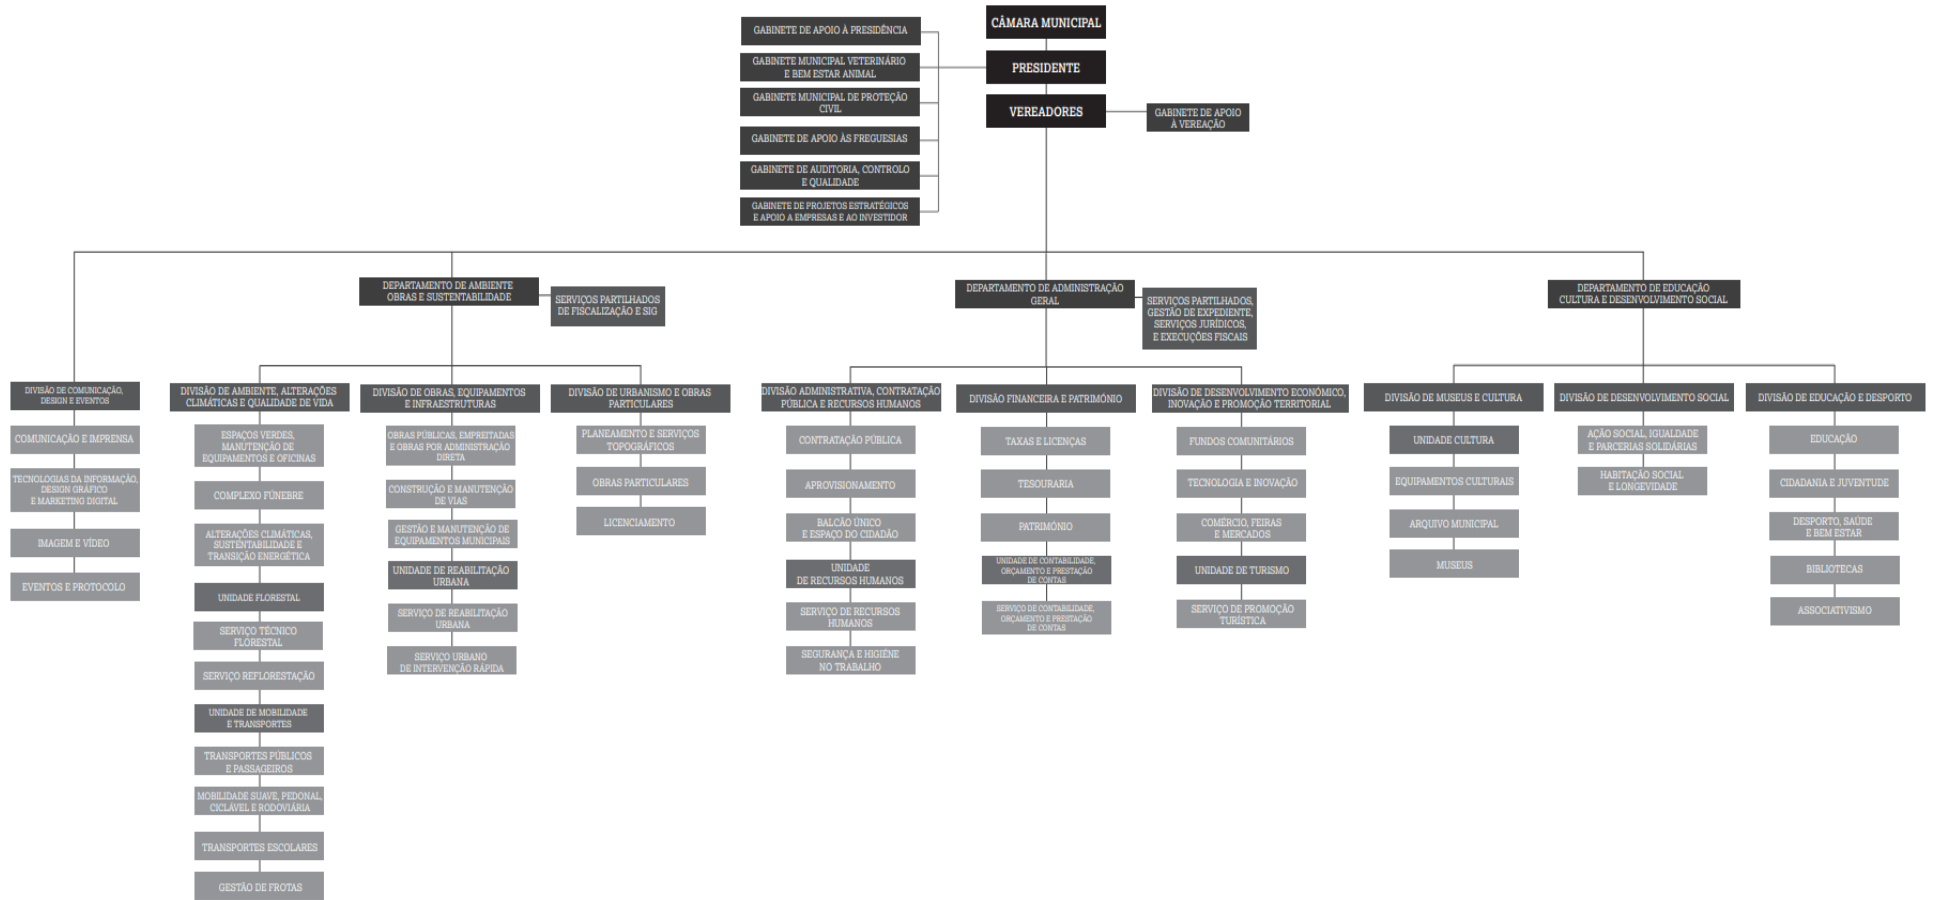 CÂMARA MUNICIPAL
PRESIDENTE
VEREADORES
GABINETE DE APOIO À PRESIDÊNCIA
GABINETE MUNICIPAL VETERINÁRIO
E BEM ESTAR ANIMAL
GABINETE MUNICIPAL DE PROTEÇÃO
CIVIL
GABINETE DE APOIO ÀS FREGUESIAS
GABINETE DE AUDITORIA, CONTROLO
E QUALIDADE
GABINETE DE PROJETOS ESTRATÉGICOS
E APOIO A EMPRESAS E AO INVESTIDOR
GABINETE DE APOIO
À VEREAÇÃO
DEPARTAMENTO DE AMBIENTE
OBRAS E SUSTENTABILIDADE
SERVIÇOS PARTILHADOS
DE FISCALIZAÇÃO E SIG
DEPARTAMENTO DE ADMINISTRAÇÃO
GERAL
SERVIÇOS PARTILHADOS,
GESTÃO DE EXPEDIENTE,
SERVIÇOS JURÍDICOS,
E EXECUÇÕES FISCAIS
DEPARTAMENTO DE EDUCAÇÃO
CULTURA E DESENVOLVIMENTO SOCIAL
DIVISÃO DE COMUNICAÇÃO,
DESIGN E EVENTOS
COMUNICAÇÃO E IMPRENSA
TECNOLOGIAS DA INFORMAÇÃO,
DESIGN GRÁFICO
E MARKETING DIGITAL
IMAGEM E VÍDEO
EVENTOS E PROTOCOLO
DIVISÃO DE AMBIENTE, ALTERAÇÕES
CLIMÁTICAS E QUALIDADE DE VIDA
ESPAÇOS VERDES,
MANUTENÇÃO DE
EQUIPAMENTOS E OFICINAS
COMPLEXO FÚNEBRE
ALTERAÇÕES CLIMÁTICAS,
SUSTENTABILIDADE E
TRANSIÇÃO ENERGÉTICA
UNIDADE FLORESTAL
SERVIÇO TÉCNICO
FLORESTAL
SERVIÇO REFLORESTAÇÃO
UNIDADE DE MOBILIDADE
E TRANSPORTES
TRANSPORTES PÚBLICOS
E PASSAGEIROS
MOBILIDADE SUAVE, PEDONAL,
CICLÁVEL E RODOVIÁRIA
TRANSPORTES ESCOLARES
GESTÃO DE FROTAS
DIVISÃO DE OBRAS, EQUIPAMENTOS
E INFRAESTRUTURAS
OBRAS PÚBLICAS, EMPREITADAS
E OBRAS POR ADMINISTRAÇÃO
DIRETA
CONSTRUÇÃO E MANUTENÇÃO
DE VIAS
GESTÃO E MANUTENÇÃO DE
EQUIPAMENTOS MUNICIPAIS
UNIDADE DE REABILITAÇÃO
URBANA
SERVIÇO DE REABILITAÇÃO
URBANA
SERVIÇO URBANO
DE INTERVENÇÃO RÁPIDA
DIVISÃO DE URBANISMO E OBRAS
PARTICULARES
PLANEAMENTO E SERVIÇOS
TOPOGRÁFICOS
OBRAS PARTICULARES
LICENCIAMENTO
DIVISÃO ADMINISTRATIVA, CONTRATAÇÃO
PÚBLICA E RECURSOS HUMANOS
CONTRATAÇÃO PÚBLICA
APROVISIONAMENTO
BALCÃO ÚNICO
E ESPAÇO DO CIDADÃO
UNIDADE
DE RECURSOS HUMANOS
SERVIÇO DE RECURSOS
HUMANOS
SEGURANÇA E HIGIENE
NO TRABALHO
DIVISÃO FINANCEIRA E PATRIMÓNIO
TAXAS E LICENÇAS
TESOURARIA
PATRIMÓNIO
UNIDADE DE CONTABILIDADE,
ORÇAMENTO E PRESTAÇÃO
DE CONTAS
SERVIÇO DE CONTABILIDADE,
ORÇAMENTO E PRESTAÇÃO
DE CONTAS
DIVISÃO DE DESENVOLVIMENTO ECONÓMICO,
INOVAÇÃO E PROMOÇÃO TERRITORIAL
FUNDOS COMUNITÁRIOS
TECNOLOGIA E INOVAÇÃO
COMÉRCIO, FEIRAS
E MERCADOS
UNIDADE DE TURISMO
SERVIÇO DE PROMOÇÃO
TURÍSTICA
DIVISÃO DE MUSEUS E CULTURA
UNIDADE CULTURA
EQUIPAMENTOS CULTURAIS
ARQUIVO MUNICIPAL
MUSEUS
DIVISÃO DE DESENVOLVIMENTO SOCIAL
AÇÃO SOCIAL, IGUALDADE
E PARCERIAS SOLIDÁRIAS
HABITAÇÃO SOCIAL
E LONGEVIDADE
DIVISÃO DE EDUCAÇÃO E DESPORTO
EDUCAÇÃO
CIDADANIA E JUVENTUDE
DESPORTO, SAÚDE
E BEM ESTAR
BIBLIOTECAS
ASSOCIATIVISMO